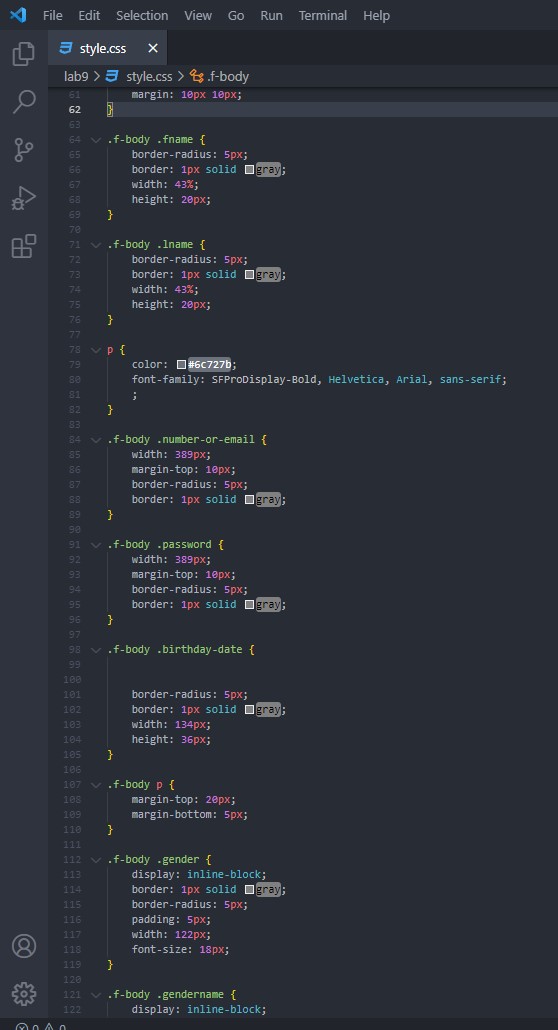 File Edit Selection View Go Run Terminal Help
style.css
lab9 > style.css > .f-body
61 margin: 10px 10px;
62 }
63
64 .f-body .fname {
65 border-radius: 5px;
66 border: 1px solid gray;
67 width: 43%;
68 height: 20px;
69 }
70
71 .f-body .lname {
72 border-radius: 5px;
73 border: 1px solid gray;
74 width: 43%;
75 height: 20px;
76 }
77
78 p {
79 color: #6c727b;
80 font-family: SFProDisplay-Bold, Helvetica, Arial, sans-serif;
81 ;
82 }
83
84 .f-body .number-or-email {
85 width: 389px;
86 margin-top: 10px;
87 border-radius: 5px;
88 border: 1px solid gray;
89 }
90
91 .f-body .password {
92 width: 389px;
93 margin-top: 10px;
94 border-radius: 5px;
95 border: 1px solid gray;
96 }
97
98 .f-body .birthday-date {
99
100
101 border-radius: 5px;
102 border: 1px solid gray;
103 width: 134px;
104 height: 36px;
105 }
106
107 .f-body p {
108 margin-top: 20px;
109 margin-bottom: 5px;
110 }
111
112 .f-body .gender {
113 display: inline-block;
114 border: 1px solid gray;
115 border-radius: 5px;
116 padding: 5px;
117 width: 122px;
118 font-size: 18px;
119 }
120
121 .f-body .gendername {
122 display: inline-block;
0 0